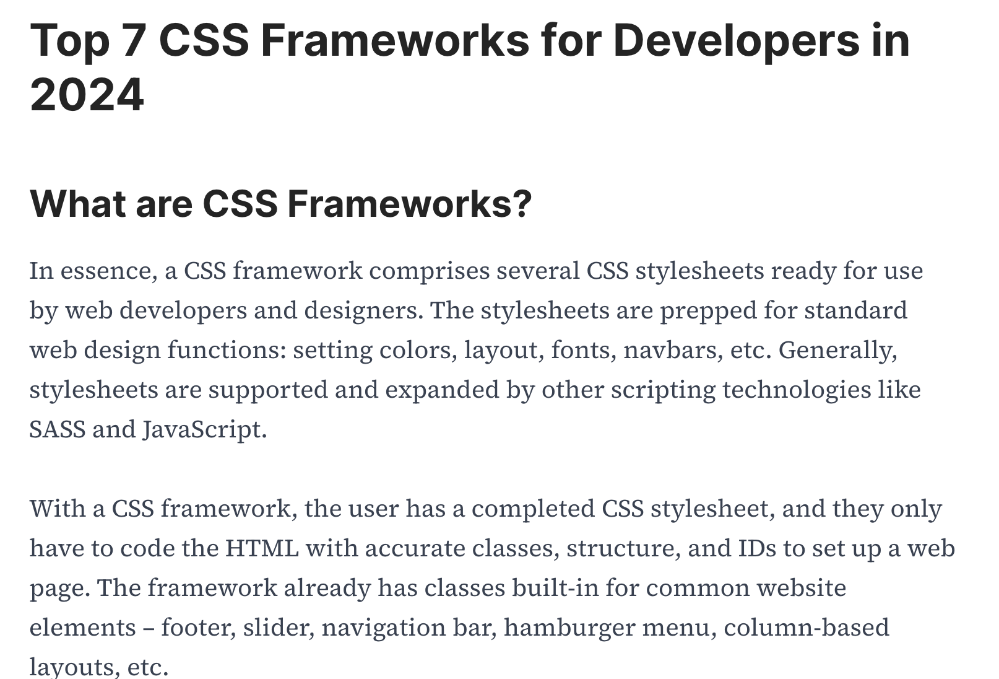 Top 7 CSS Frameworks for Developers in
2024
What are CSS Frameworks?
In essence, a CSS framework comprises several CSS stylesheets ready for use
by web developers and designers. The stylesheets are prepped for standard
web design functions: setting colors, layout, fonts, navbars, etc. Generally,
stylesheets are supported and expanded by other scripting technologies like
SASS and JavaScript.
With a CSS framework, the user has a completed CSS stylesheet, and they only
have to code the HTML with accurate classes, structure, and IDs to set up a web
page. The framework already has classes built-in for common website
elements – footer, slider, navigation bar, hamburger menu, column-based
layouts, etc.